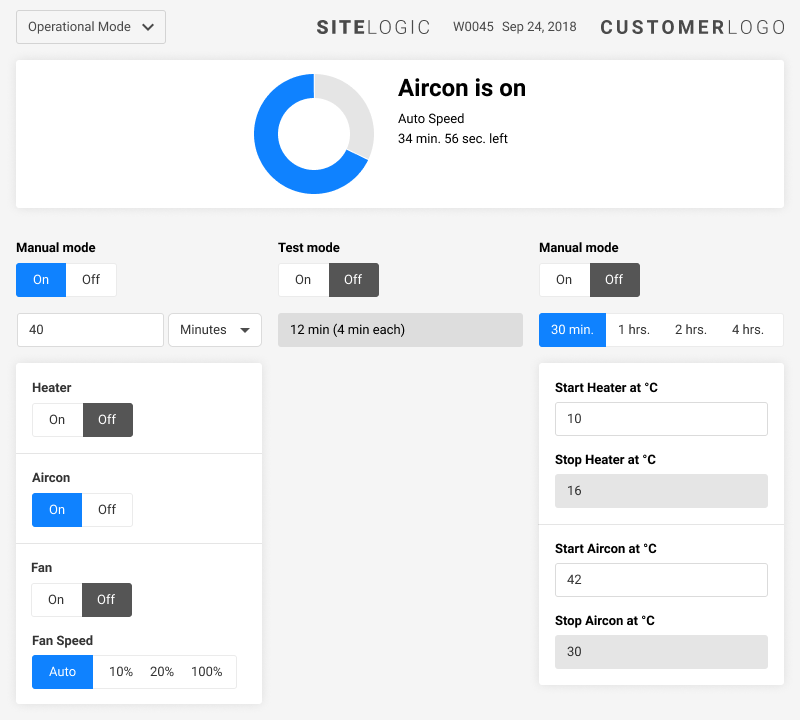 Operational Mode
SITELOGIC
W0045 Sep 24, 2018
CUSTOMERLOGO
Aircon is on
Auto Speed
34 min. 56 sec. left
Manual mode
On Off
40 Minutes
Heater
On Off
Aircon
On Off
Fan
On Off
Fan Speed
Auto 10% 20% 100%
Test mode
On Off
12 min (4 min each)
Manual mode
On Off
30 min. 1 hrs. 2 hrs. 4 hrs.
Start Heater at °C
10
Stop Heater at °C
16
Start Aircon at °C
42
Stop Aircon at °C
30